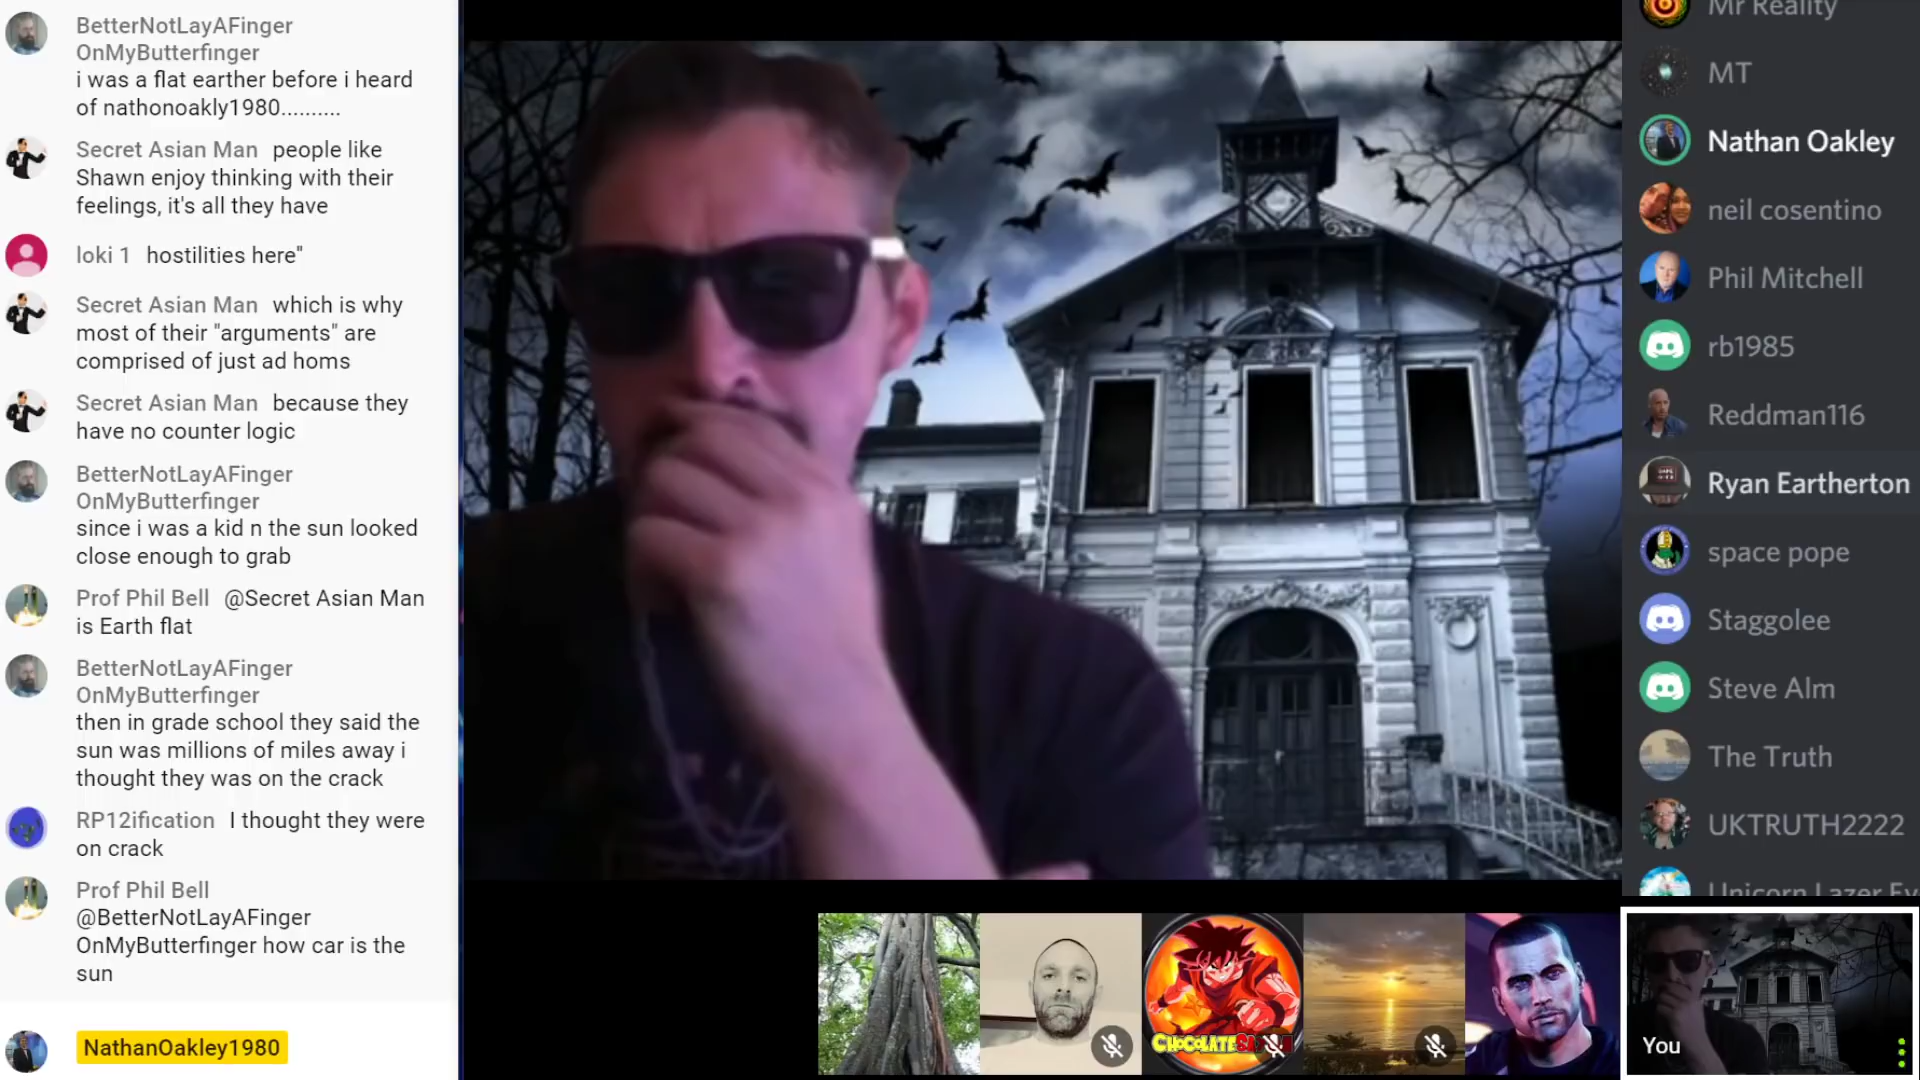 BetterNotLayAFinger
OnMyButterfinger
i was a flat earther before i heard
of nathonoakly1980..........
Secret Asian Man people like
Shawn enjoy thinking with their
feelings, it's all they have
loki 1 hostilities here"
Secret Asian Man which is why
most of their "arguments" are
comprised of just ad homs
Secret Asian Man because they
have no counter logic
BetterNotLayAFinger
OnMyButterfinger
since i was a kid n the sun looked
close enough to grab
Prof Phil Bell @Secret Asian Man
is Earth flat
BetterNotLayAFinger
OnMyButterfinger
then in grade school they said the
sun was millions of miles away i
thought they was on the crack
RP12ification I thought they were
on crack
Prof Phil Bell
@BetterNotLayAFinger
OnMyButterfinger how car is the
sun
NathanOakley1980
Mr Reality
MT
Nathan Oakley
neil cosentino
Phil Mitchell
rb1985
Reddman116
Ryan Eartherton
space pope
Staggolee
Steve Alm
The Truth
UKTRUTH2222
Unicorn Lazer Ey
You